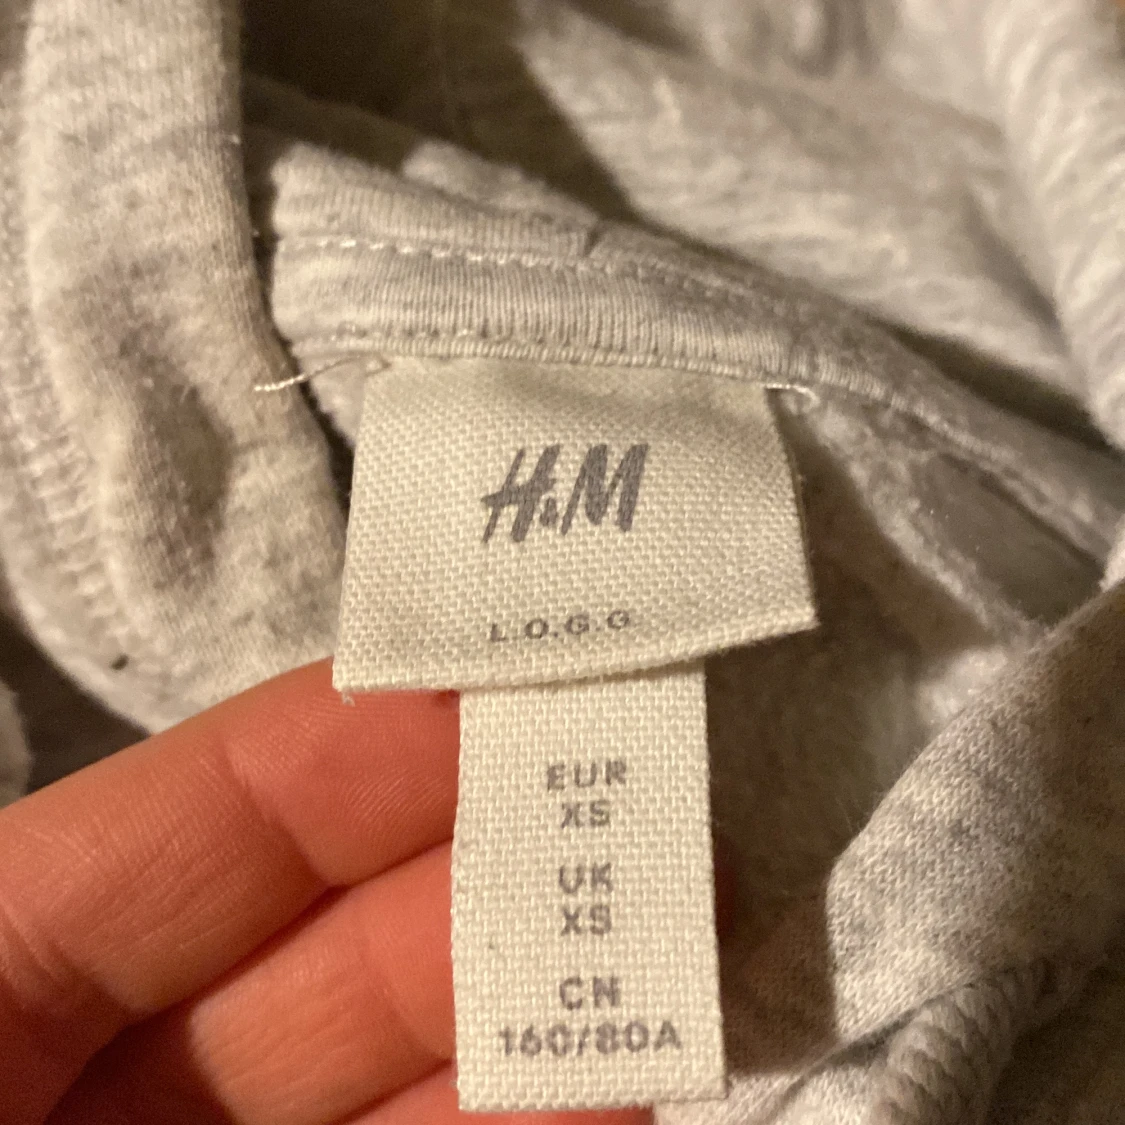 H&M
L.O.G.G.
EUR
XS
UK
XS
CN
160/80A